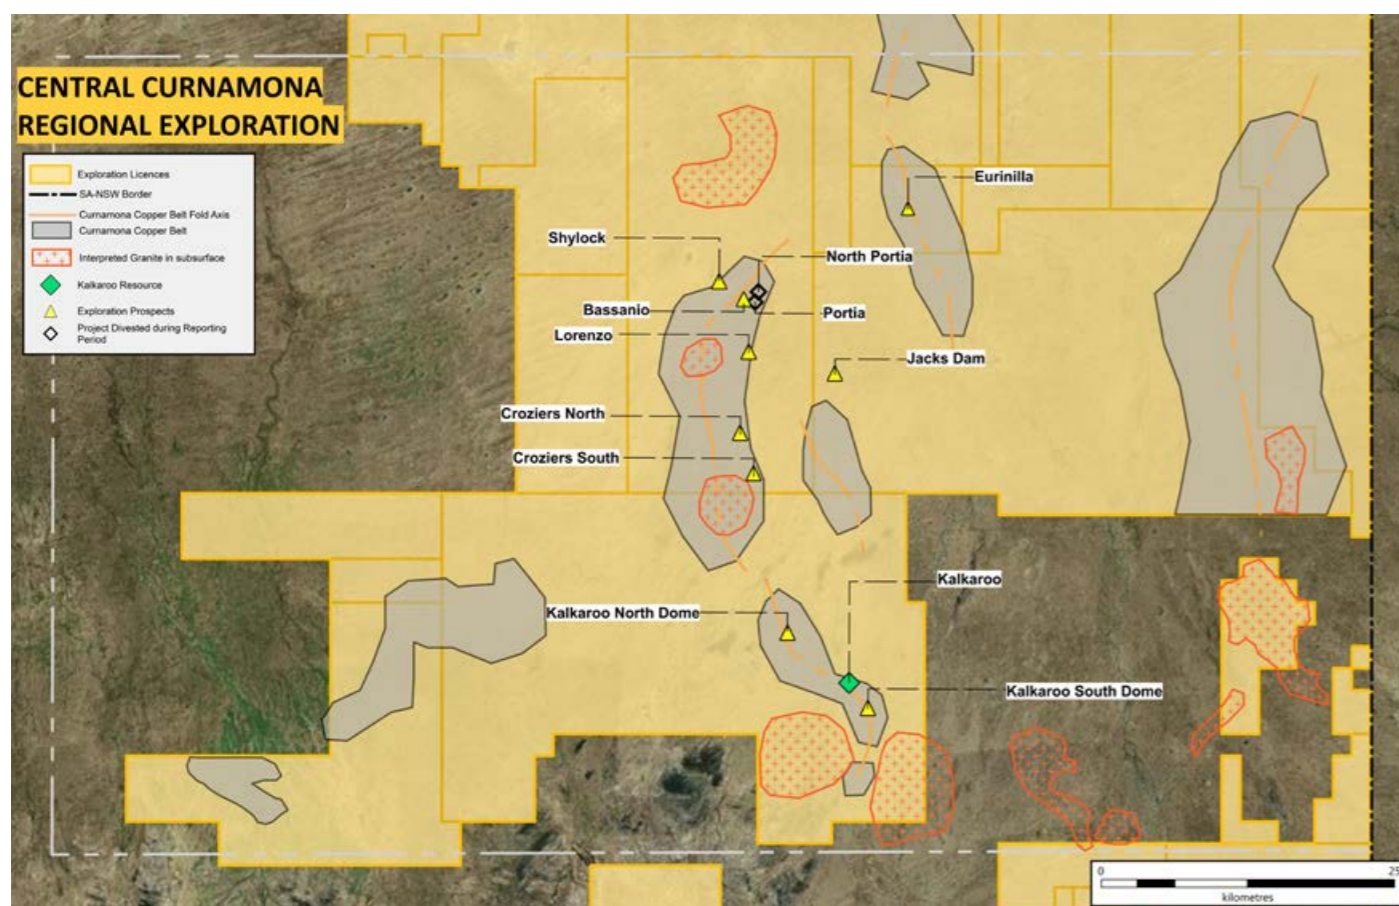 CENTRAL CURNAMONA
REGIONAL EXPLORATION
Exploration Licences
SA-NSW Border
Curnamona Copper Belt Fold Axis
Curnamona Copper Belt
Interpreted Granite in subsurface
Kalkaroo Resource
Exploration Prospects
Project Divested during Reporting
Period
Eurinilla
Shylock
North Portia
Bassanio
Portia
Lorenzo
Jacks Dam
Croziers North
Croziers South
Kalkaroo
Kalkaroo North Dome
Kalkaroo South Dome
0
25
kilometres